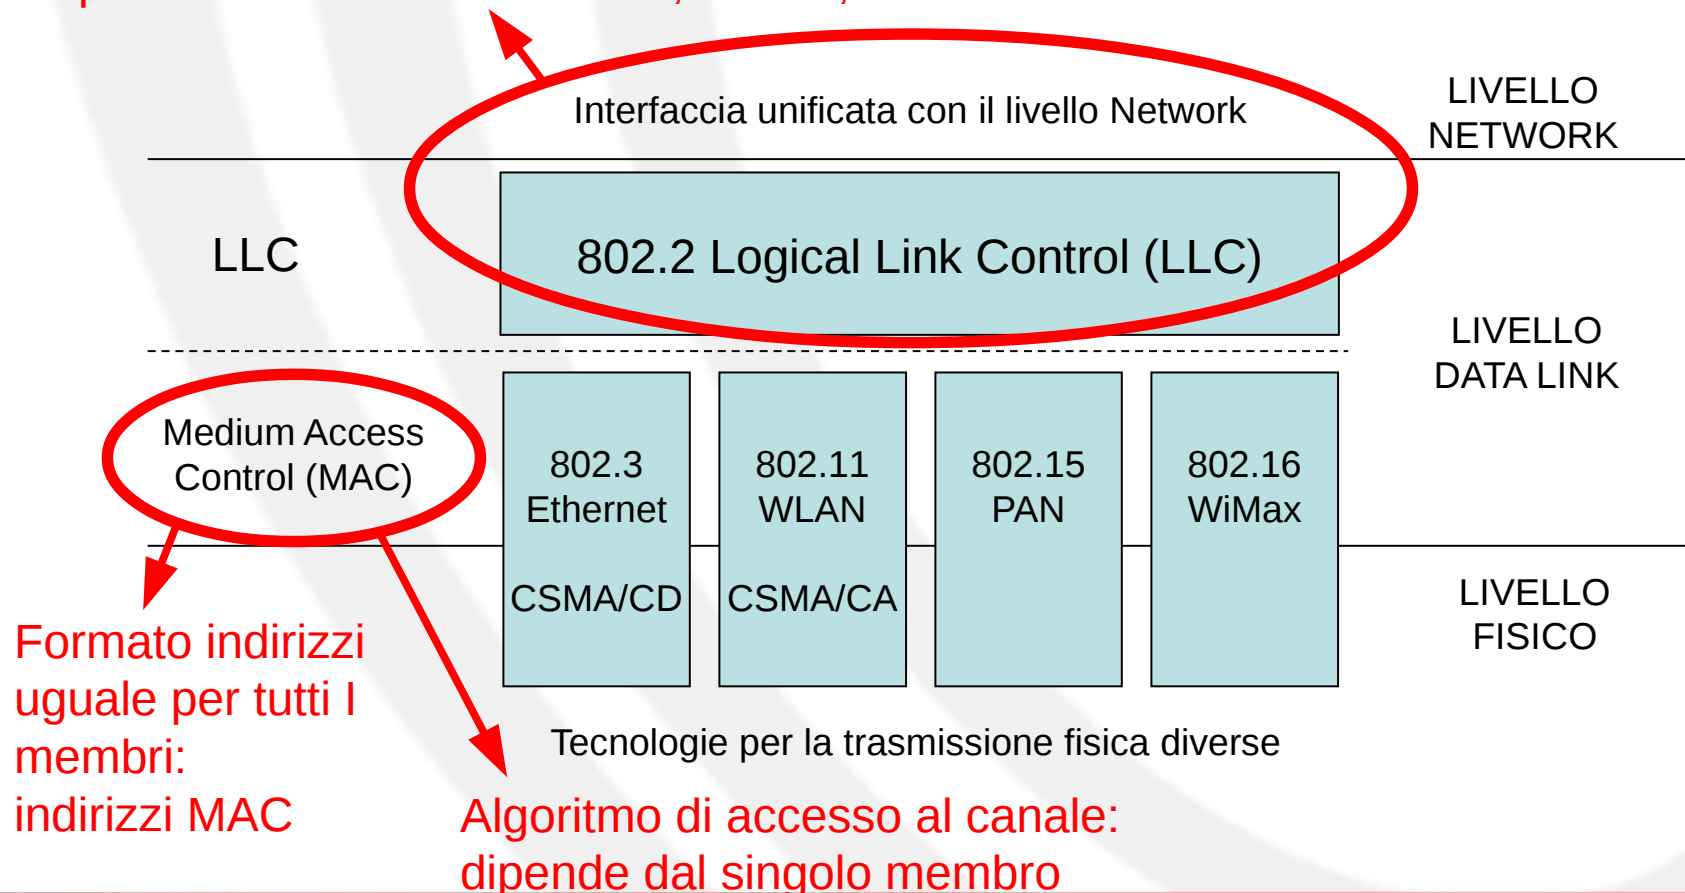 Interfaccia unificata con il livello Network
LIVELLO
NETWORK
LLC
802.2 Logical Link Control (LLC)
LIVELLO
DATA LINK
Medium Access
Control (MAC)
802.3
Ethernet
CSMA/CD
802.11
WLAN
CSMA/CA
802.15
PAN
802.16
WiMax
LIVELLO
FISICO
Formato indirizzi
uguale per tutti I
membri:
indirizzi MAC
Tecnologie per la trasmissione fisica diverse
Algoritmo di accesso al canale:
dipende dal singolo membro